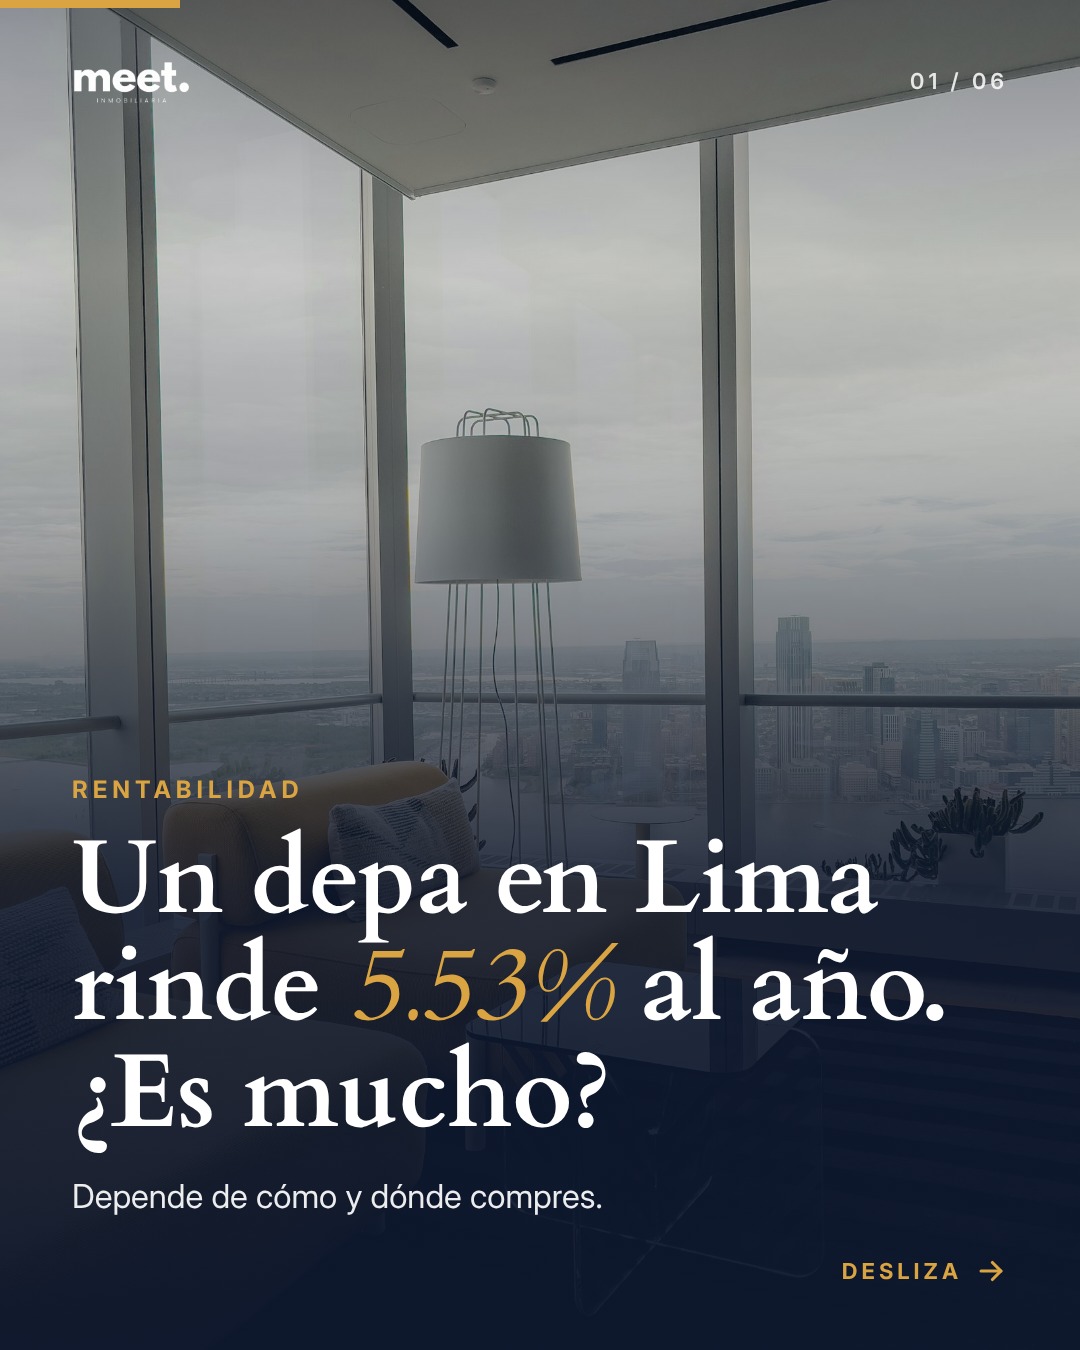 meet.
INMOBILIARIA
01 / 06
RENTABILIDAD
Un depa en Lima
rinde 5.53% al año.
¿Es mucho?
Depende de cómo y dónde compres.
DESLIZA →